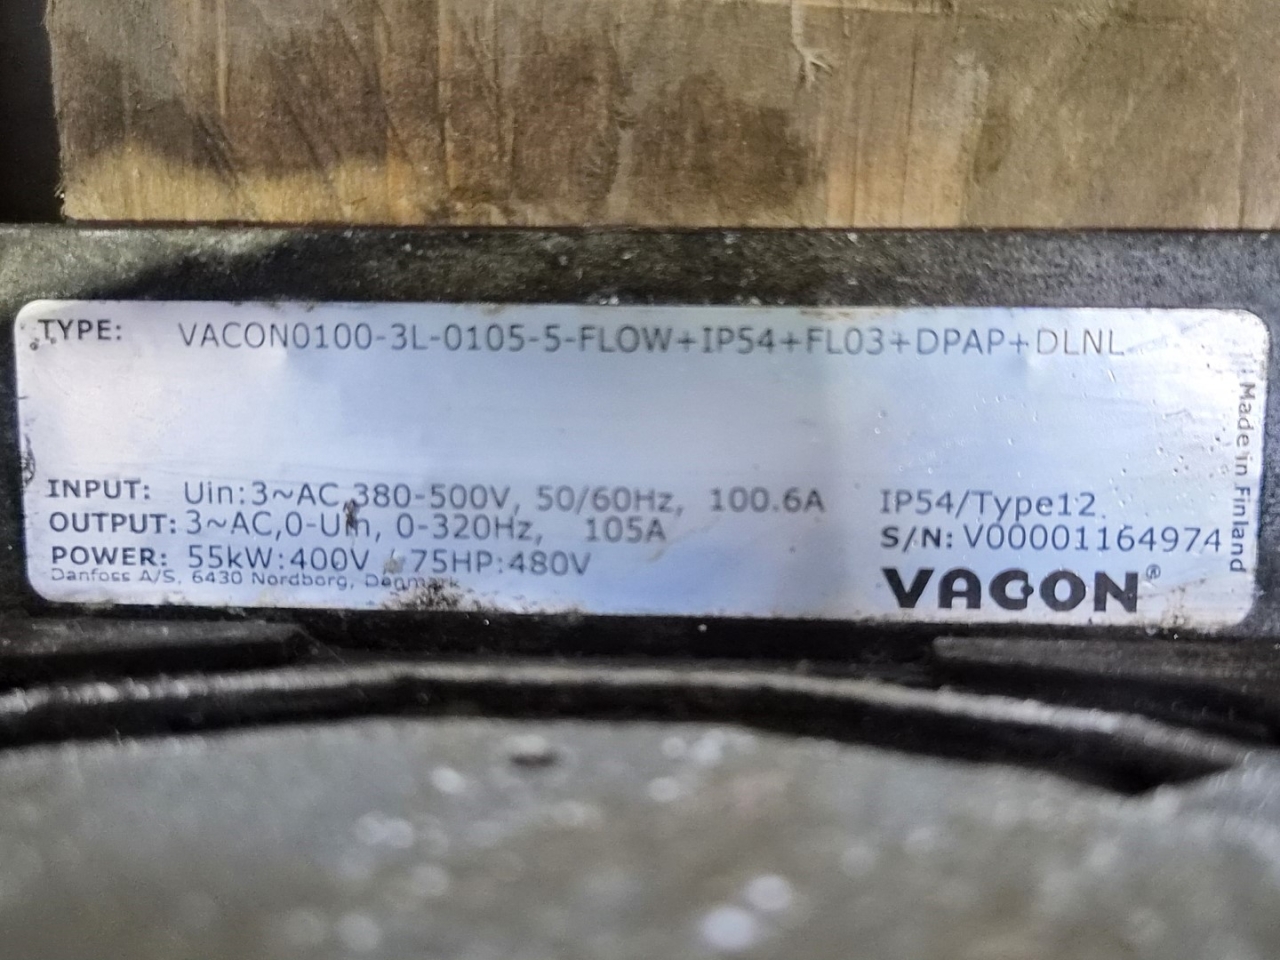 TYPE: VACON0100-3L-0105-5-FLOW+IP54+FL03+DPAP+DLNL
INPUT: Uin:3~AC,380-500V, 50/60Hz, 100.6A IP54/Type12
OUTPUT: 3~AC,0-Uin, 0-320Hz, 105A S/N: V00001164974
POWER: 55kW:400V 75HP:480V
Danfoss A/S, 6430 Nordborg, Denmark
VACON®
Made in Finland